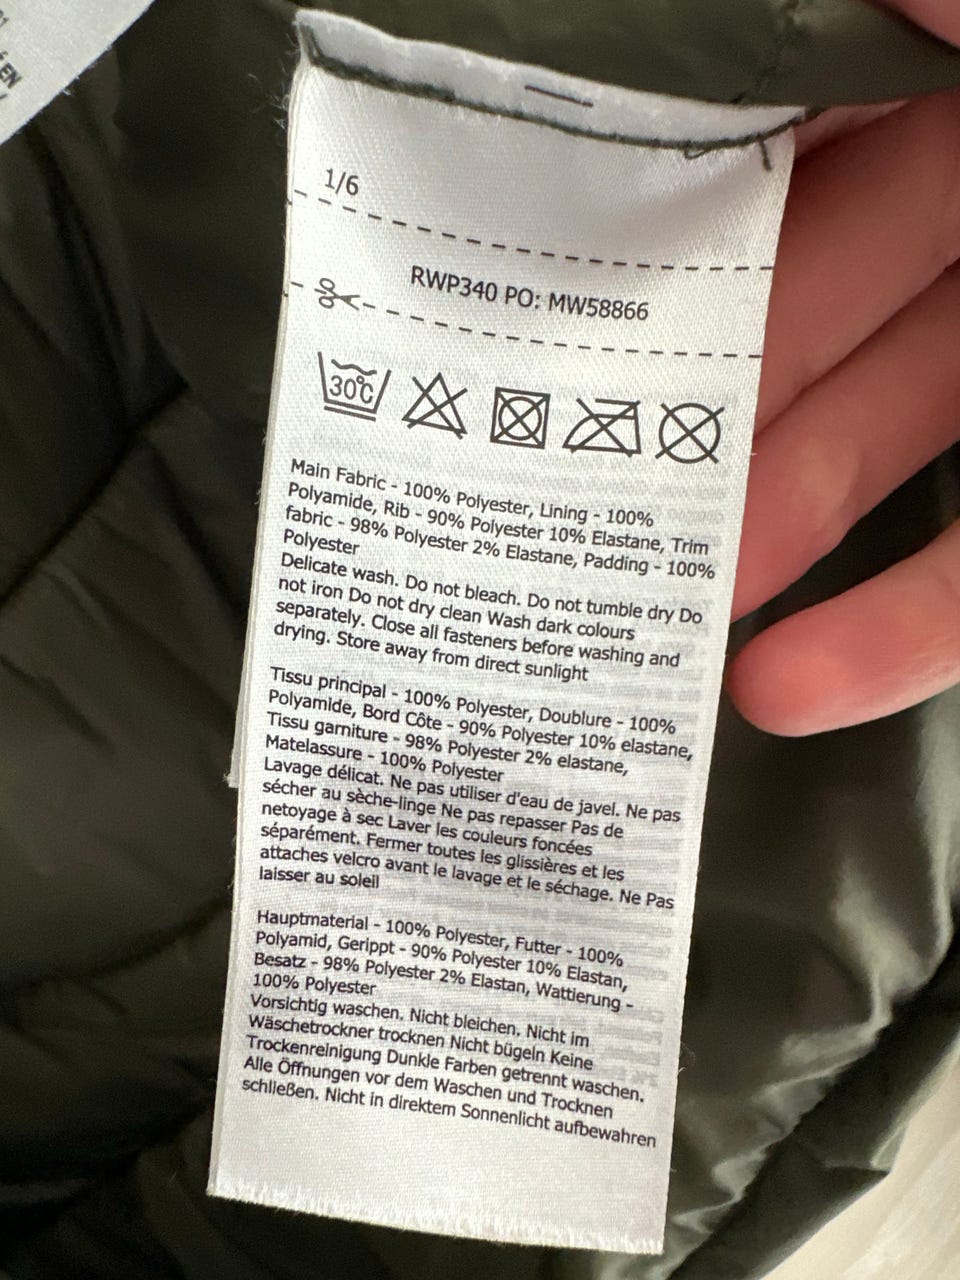 1/6
RWP340 PO: MW58866
30°C
Main Fabric - 100% Polyester, Lining - 100%
Polyamide, Rib - 90% Polyester 10% Elastane, Trim
fabric - 98% Polyester 2% Elastane, Padding - 100%
Polyester
Delicate wash. Do not bleach. Do not tumble dry Do
not iron Do not dry clean Wash dark colours
separately. Close all fasteners before washing and
drying. Store away from direct sunlight
Tissu principal - 100% Polyester, Doublure - 100%
Polyamide, Bord Côte - 90% Polyester 10% elastane,
Tissu garniture - 98% Polyester 2% elastane,
Matelassure - 100% Polyester
Lavage délicat. Ne pas utiliser d'eau de javel. Ne pas
sécher au sèche-linge Ne pas repasser Pas de
netoyage à sec Laver les couleurs foncées
séparément. Fermer toutes les glissières et les
attaches velcro avant le lavage et le séchage. Ne Pas
laisser au soleil
Hauptmaterial - 100% Polyester, Futter - 100%
Polyamid, Gerippt - 90% Polyester 10% Elastan,
Besatz - 98% Polyester 2% Elastan, Wattierung -
100% Polyester
Vorsichtig waschen. Nicht bleichen. Nicht im
Wäschetrockner trocknen Nicht bügeln Keine
Trockenreinigung Dunkle Farben getrennt waschen.
Alle Öffnungen vor dem Waschen und Trocknen
schließen. Nicht in direktem Sonnenlicht aufbewahren